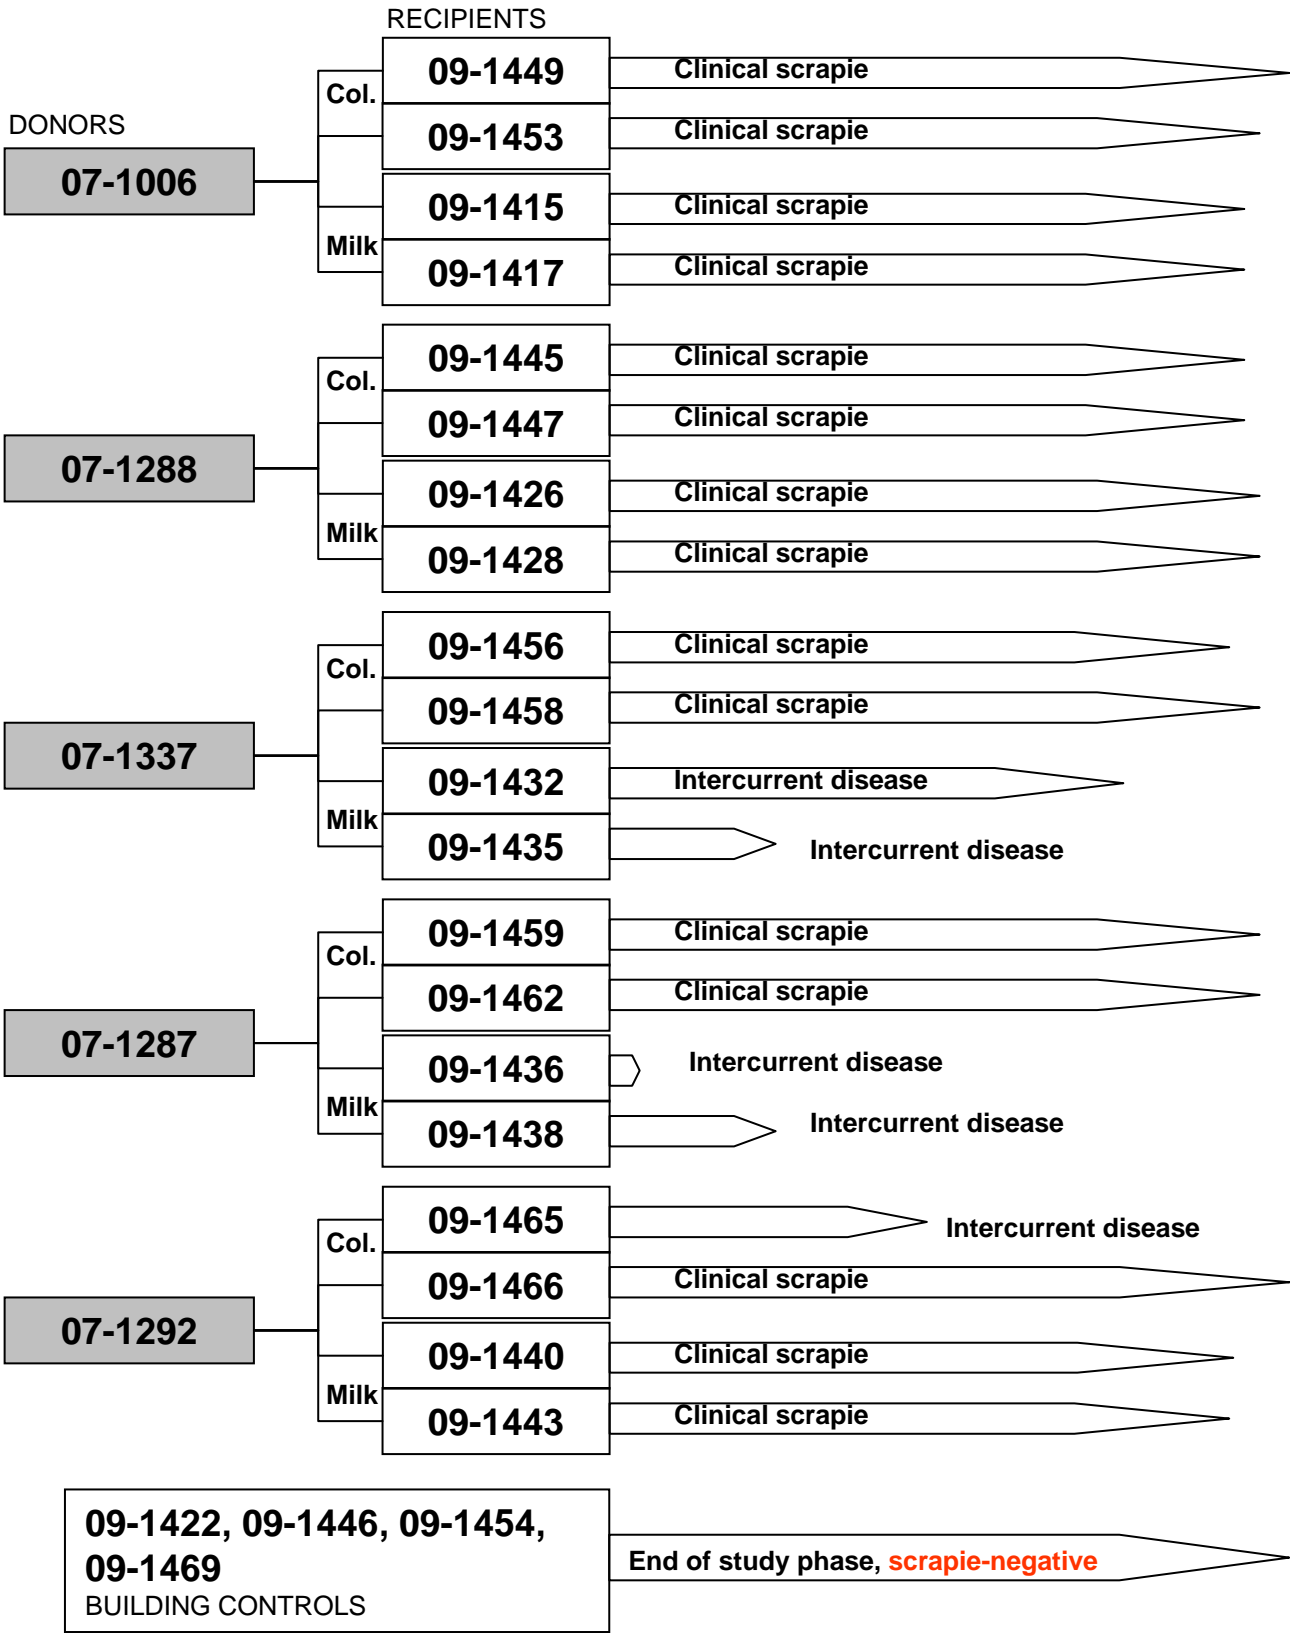 RECIPIENTS
DONORS
07-1006
Col.
Milk
09-1449
Clinical scrapie
09-1453
Clinical scrapie
09-1415
Clinical scrapie
09-1417
Clinical scrapie
07-1288
Col.
Milk
09-1445
Clinical scrapie
09-1447
Clinical scrapie
09-1426
Clinical scrapie
09-1428
Clinical scrapie
07-1337
Col.
Milk
09-1456
Clinical scrapie
09-1458
Clinical scrapie
09-1432
Intercurrent disease
09-1435
Intercurrent disease
07-1287
Col.
Milk
09-1459
Clinical scrapie
09-1462
Clinical scrapie
09-1436
Intercurrent disease
09-1438
Intercurrent disease
07-1292
Col.
Milk
09-1465
Intercurrent disease
09-1466
Clinical scrapie
09-1440
Clinical scrapie
09-1443
Clinical scrapie
09-1422, 09-1446, 09-1454,
09-1469
BUILDING CONTROLS
End of study phase, scrapie-negative